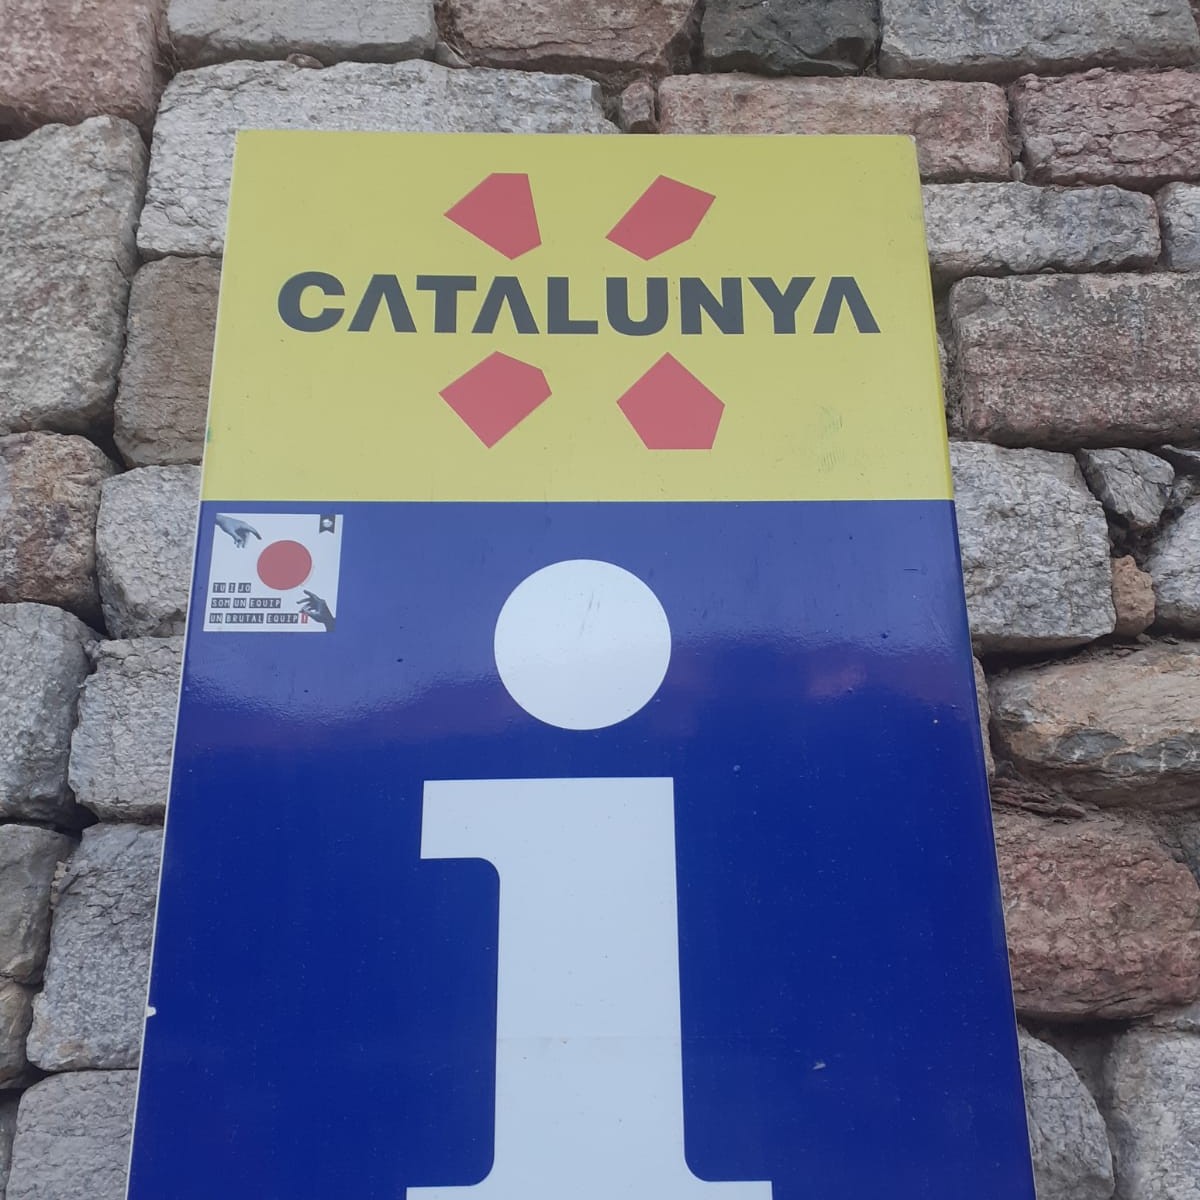 CATALUNYA
TU I JO
SOM UN EQUIP
UN BRUTAL EQUIP!
i